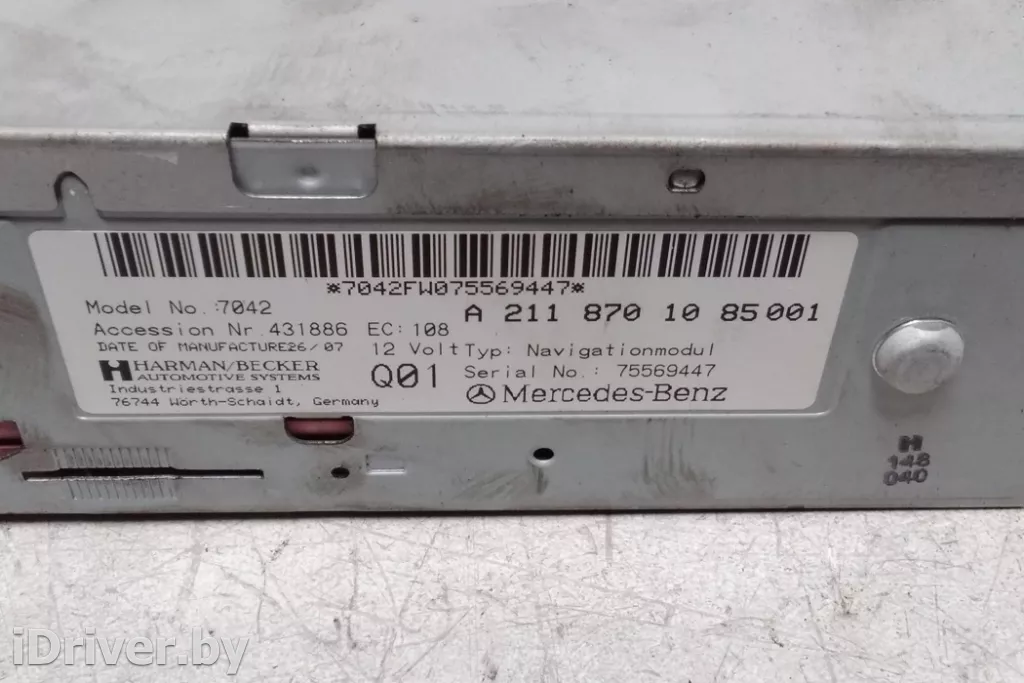 *7042FW075569447*
Model No. :7042
A 211 870 10 85 001
Accession Nr. 431886 EC: 108
DATE OF MANUFACTURE26/07
12 Volt Typ: Navigationmodul
HARMAN/BECKER
AUTOMOTIVE SYSTEMS
Q01
Serial No.: 75569447
Industriestrasse 1
76744 Wörth-Schaidt, Germany
Mercedes-Benz
H
148
040
iDriver.by